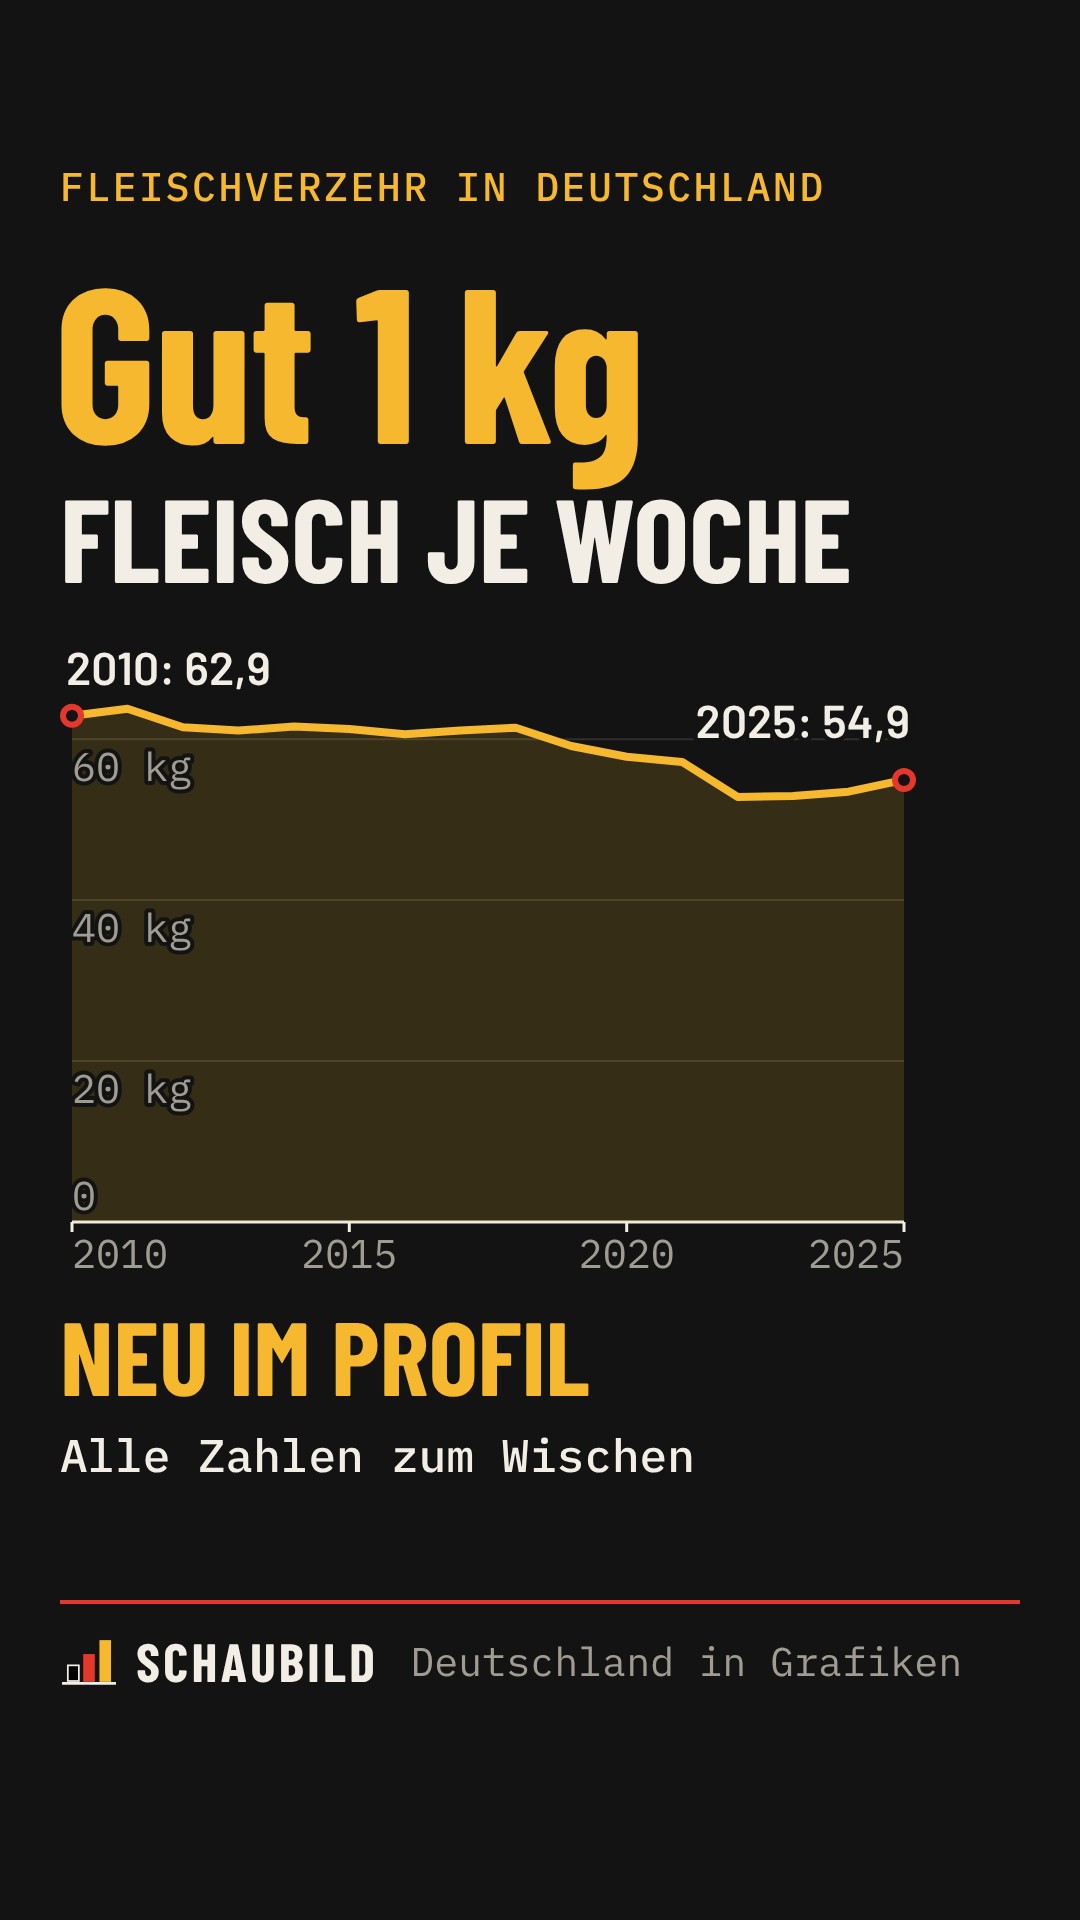 FLEISCHVERZEHR IN DEUTSCHLAND
Gut 1 kg
FLEISCH JE WOCHE
2010: 62,9
2025: 54,9
60 kg
40 kg
20 kg
0
2010 2015 2020 2025
NEU IM PROFIL
Alle Zahlen zum Wischen
SCHAUBILD Deutschland in Grafiken